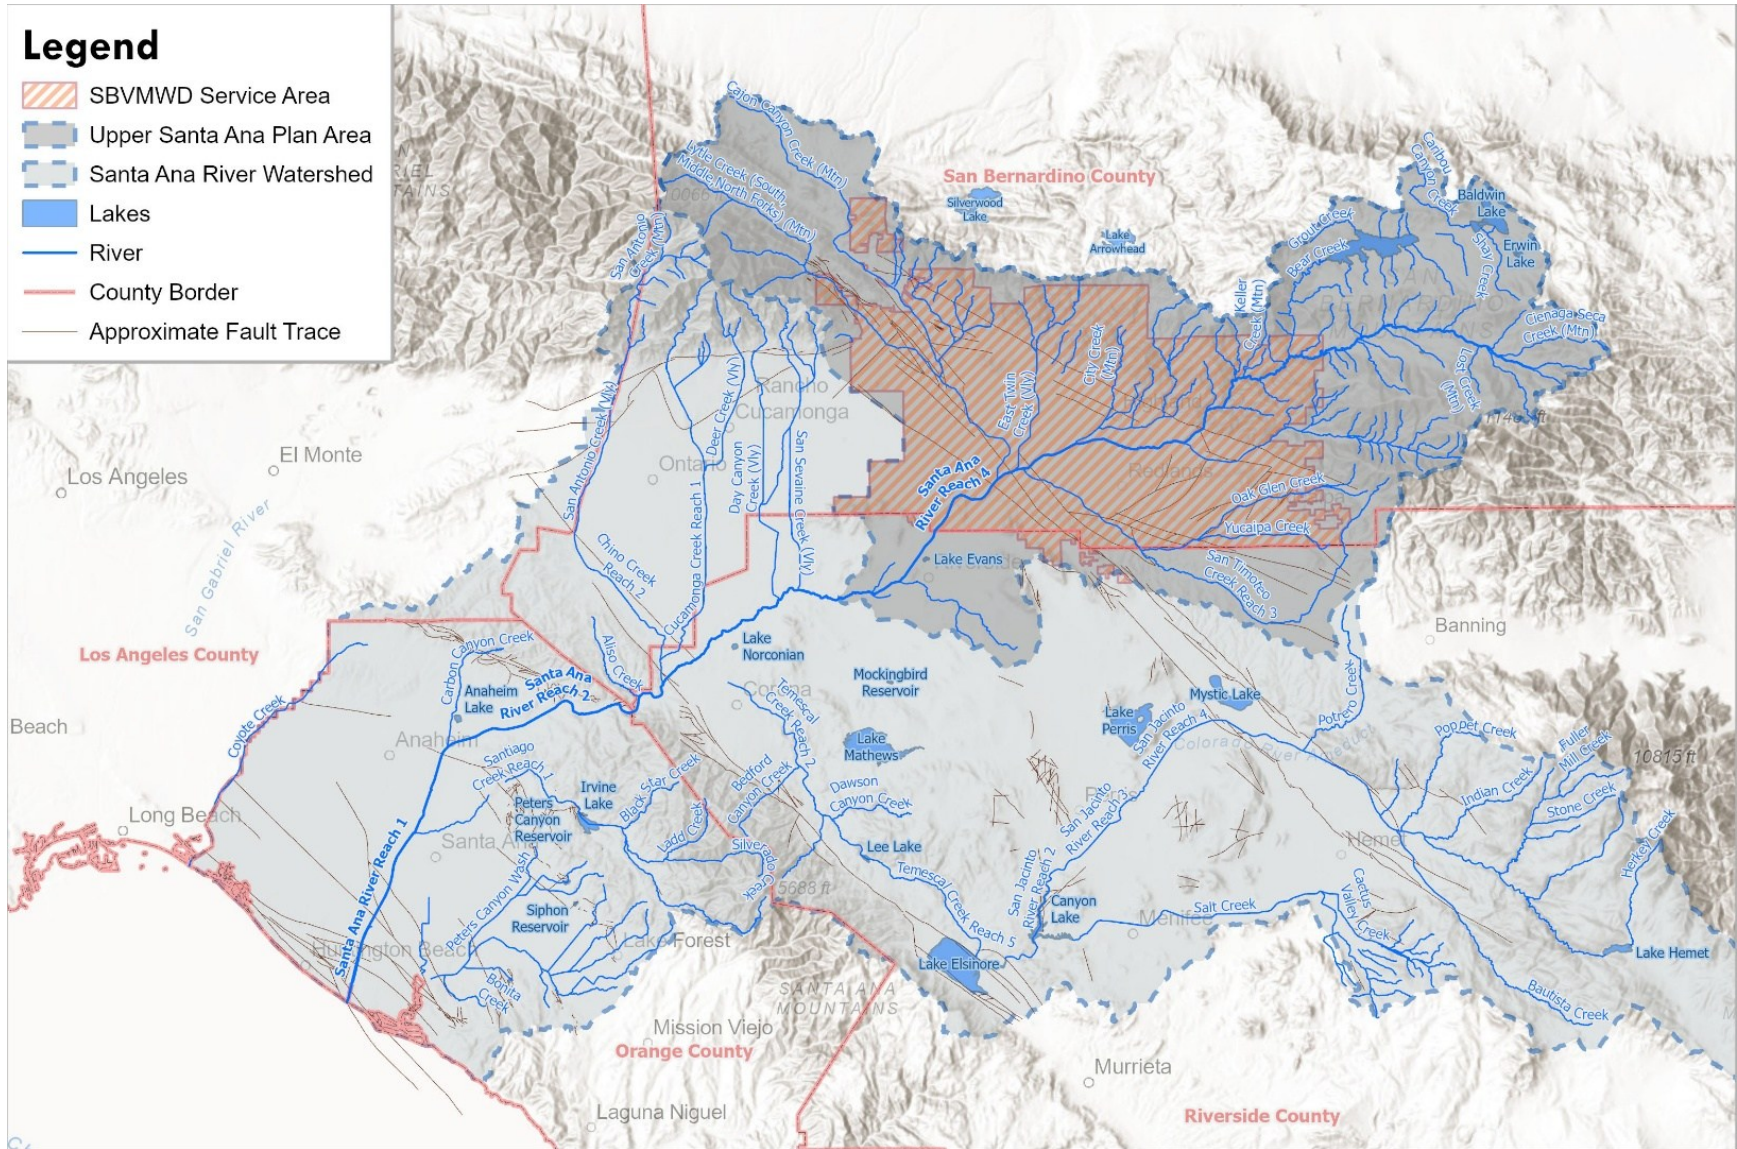 Legend
SBVMWD Service Area
Upper Santa Ana Plan Area
Santa Ana River Watershed
Lakes
River
County Border
Approximate Fault Trace
Cajon Canyon Creek (Mtn)
Lytle Creek (South,
Middle, North Forks) (Mtn)
San Bernardino County
Silverwood
Lake
Lake
Arrowhead
San Antonio
Creek (Mtn)
Caribou
Canyon Creek
Baldwin
Lake
Erwin
Lake
Shay Creek
Grout Creek
Bear Creek
Keller
Creek (Mtn)
Cienaga Seca
Creek (Mtn)
Lost Creek
(Mtn)
City Creek
(Mtn)
East Twin
Creek (Vly)
Rancho
Cucamonga
Deer Creek (VlY)
Day Canyon
Creek (Vly)
San Sevaine Creek (Vly)
San Antonio Creek (Vly)
Ontario
El Monte
Los Angeles
San Gabriel River
Santa Ana
River Reach 4
Redlands
Oak Glen Creek
Yucaipa Creek
San Timoteo
Creek Reach 3
Lake Evans
Chino Creek
Reach 2
Cucamonga Creek Reach 1
Banning
Los Angeles County
Carbon Canyon Creek
Aliso Creek
Lake
Norconian
Mockingbird
Reservoir
Anaheim
Lake
Santa Ana
River Reach 2
Corona
Temescal
Creek Reach 2
Lake
Mathews
Lake
Perris
Mystic Lake
San Jacinto
River Reach 4
Potrero Creek
Poppet Creek
Fuller
Mill Creek
10815 ft
Colorado River Aqueduct
Beach
Coyote Creek
Anaheim
Santiago
Creek Reach 1
Irvine
Lake
Black Star Creek
Bedford
Canyon Creek
Dawson
Canyon Creek
Indian Creek
Stone Creek
Herkey Creek
Long Beach
Peters
Canyon
Reservoir
Ladd Creek
Silverado
Creek
Lee Lake
San Jacinto
River Reach 3
Perris
Hemet
Santa Ana
5688 ft
Temescal Creek Reach 5
San Jacinto
River Reach 2
Canyon
Lake
Salt Creek
Menifee
Cactus
Valley Creek
Santa Ana River Reach 1
Peters Canyon Wash
Siphon
Reservoir
Huntington Beach
Lake Forest
Lake Elsinore
Lake Hemet
Bonita
Creek
SANTA ANA
MOUNTAINS
Bautista Creek
Mission Viejo
Orange County
Murrieta
Laguna Niguel
Riverside County